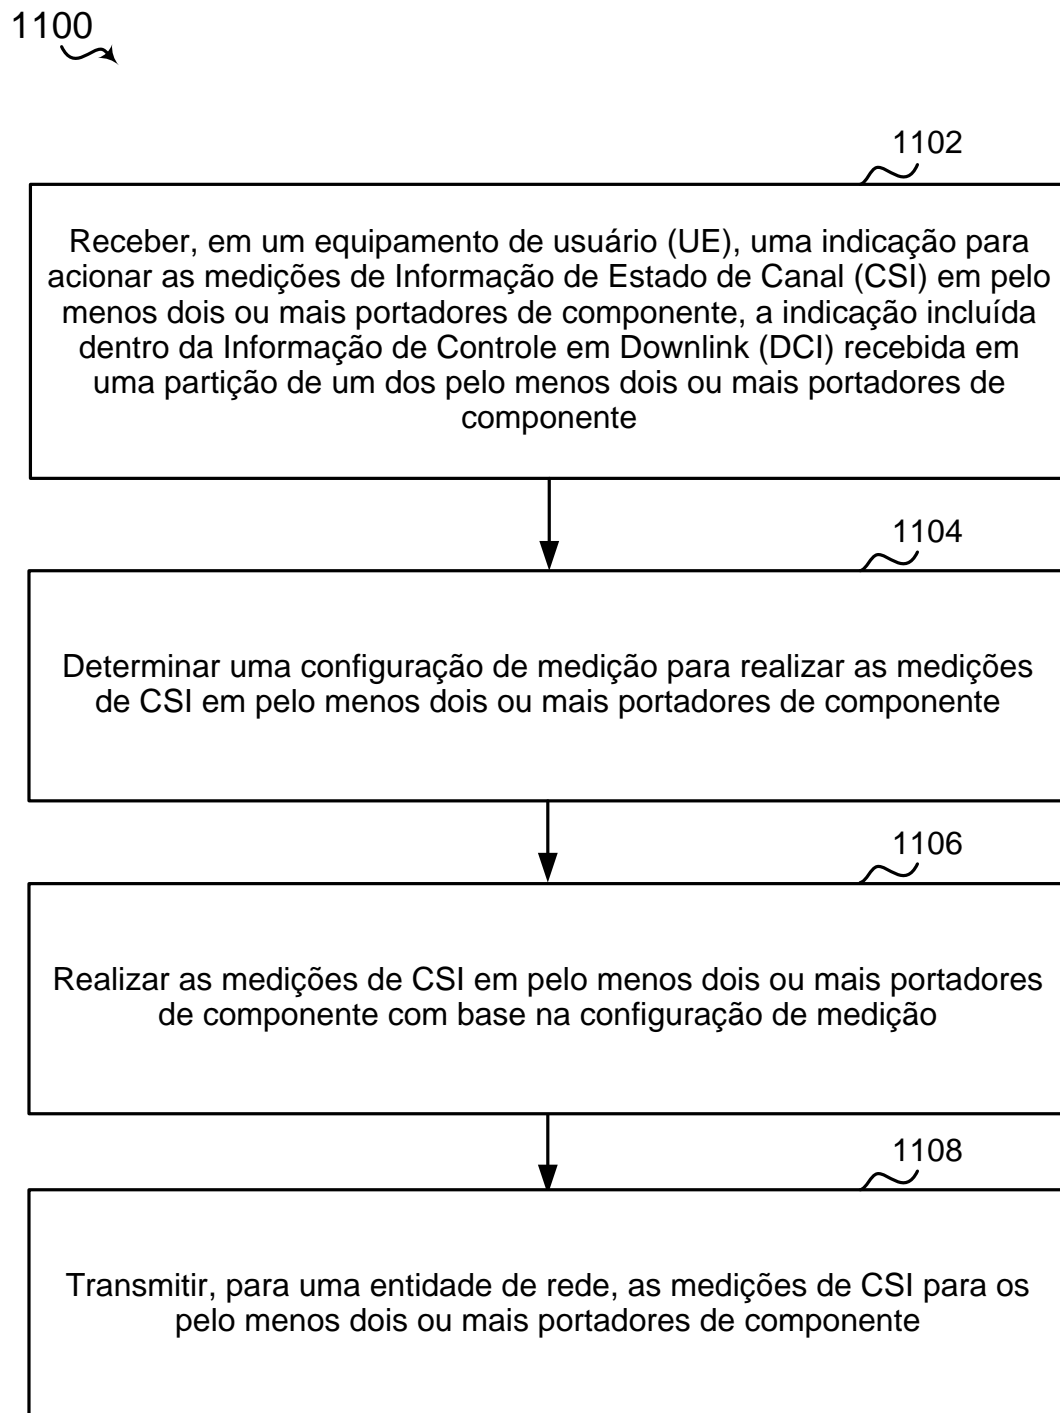 1100
1102
Receber, em um equipamento de usuário (UE), uma indicação para
acionar as medições de Informação de Estado de Canal (CSI) em pelo
menos dois ou mais portadores de componente, a indicação incluída
dentro da Informação de Controle em Downlink (DCI) recebida em
uma partição de um dos pelo menos dois ou mais portadores de
componente
1104
Determinar uma configuração de medição para realizar as medições
de CSI em pelo menos dois ou mais portadores de componente
1106
Realizar as medições de CSI em pelo menos dois ou mais portadores
de componente com base na configuração de medição
1108
Transmitir, para uma entidade de rede, as medições de CSI para os
pelo menos dois ou mais portadores de componente